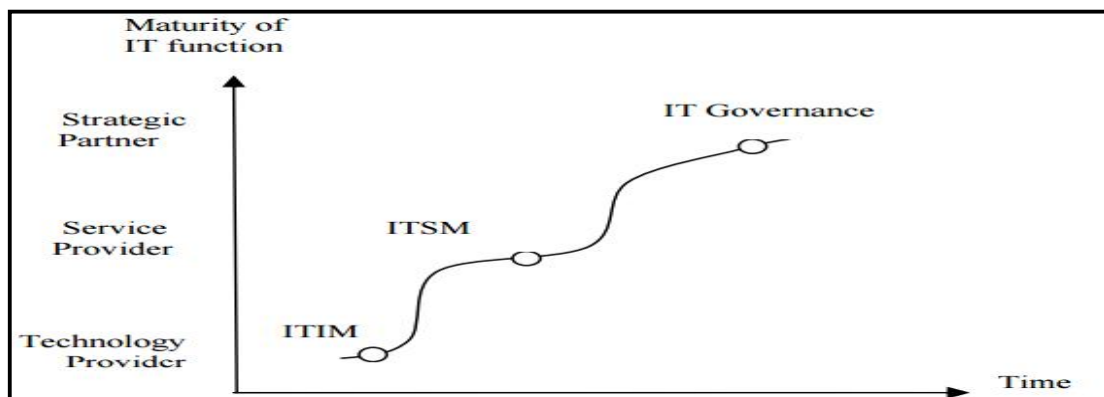 Maturity of
IT function
Strategic
Partner
IT Governance
Service
Provider
ITSM
ITIM
Technology
Provider
Time